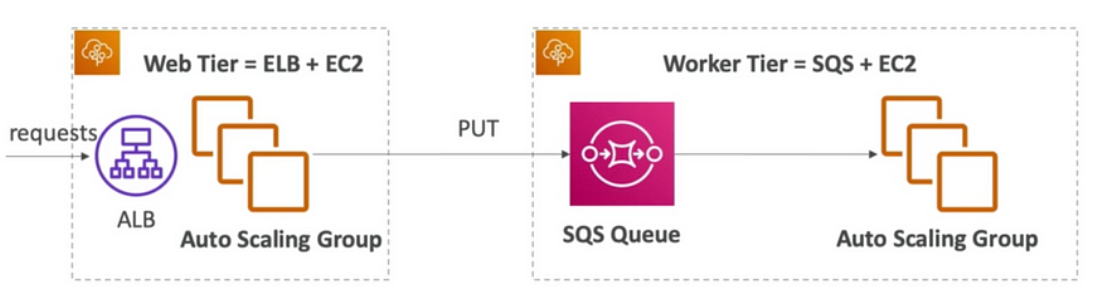 Web Tier = ELB + EC2
requests
ALB
Auto Scaling Group
PUT
Worker Tier = SQS + EC2
SQS Queue
Auto Scaling Group